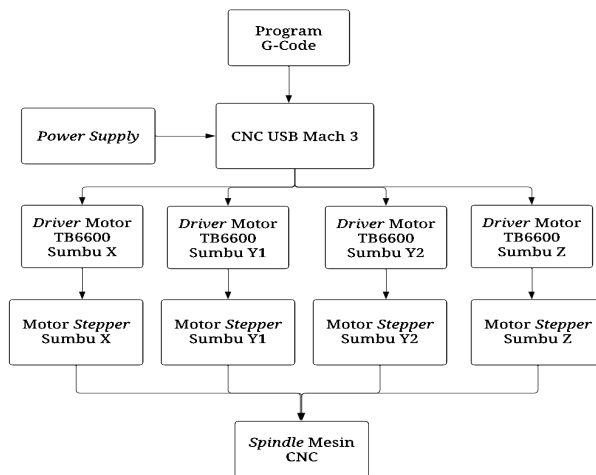 Program
G-Code
Power Supply
CNC USB Mach 3
Driver Motor
TB6600
Sumbu X
Driver Motor
TB6600
Sumbu Y1
Driver Motor
TB6600
Sumbu Y2
Driver Motor
TB6600
Sumbu Z
Motor Stepper
Sumbu X
Motor Stepper
Sumbu Y1
Motor Stepper
Sumbu Y2
Motor Stepper
Sumbu Z
Spindle Mesin
CNC